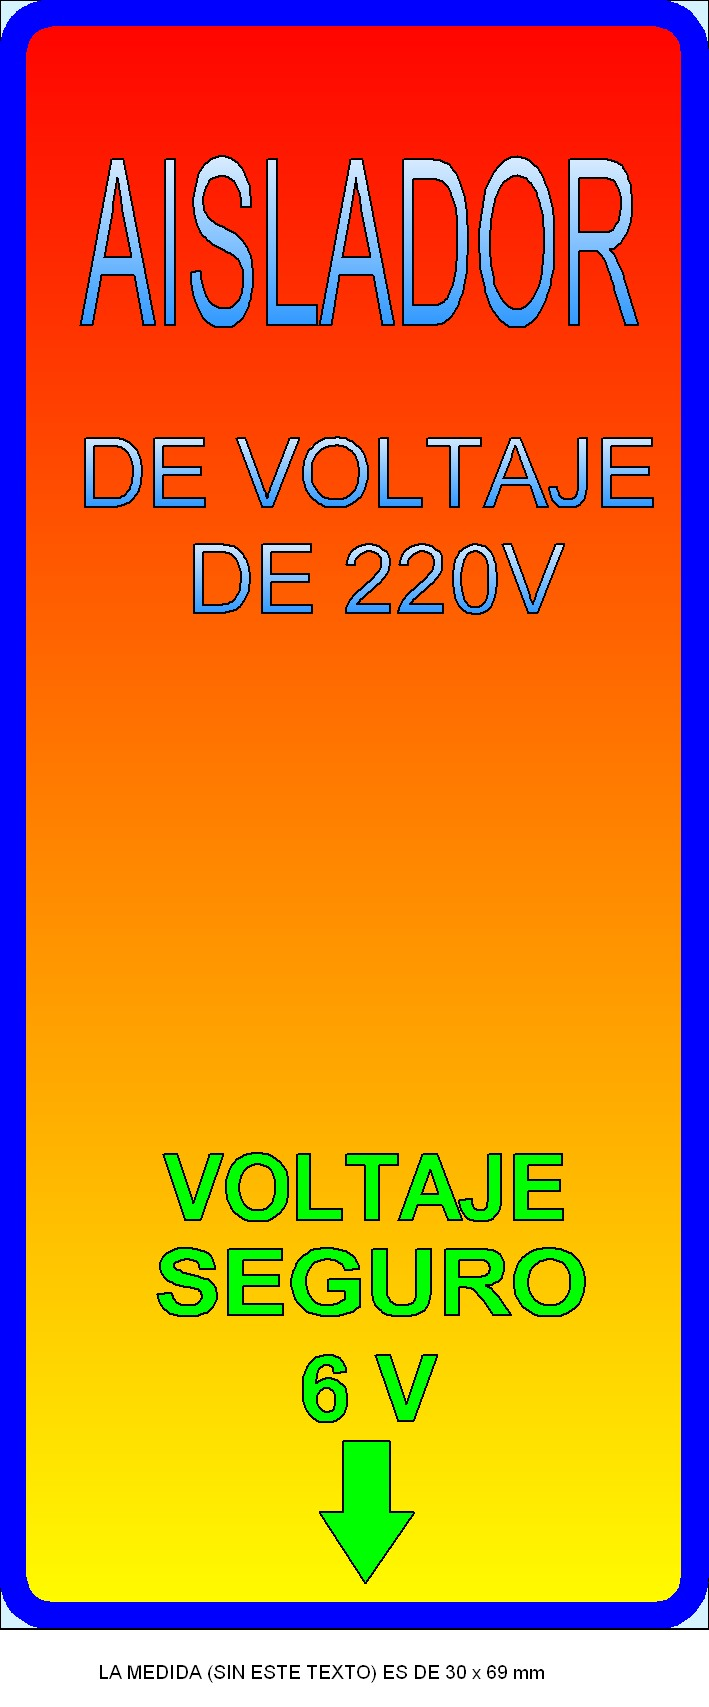 AISLADOR
DE VOLTAJE
DE 220V
VOLTAJE
SEGURO
6 V
LA MEDIDA (SIN ESTE TEXTO) ES DE 30 x 69 mm